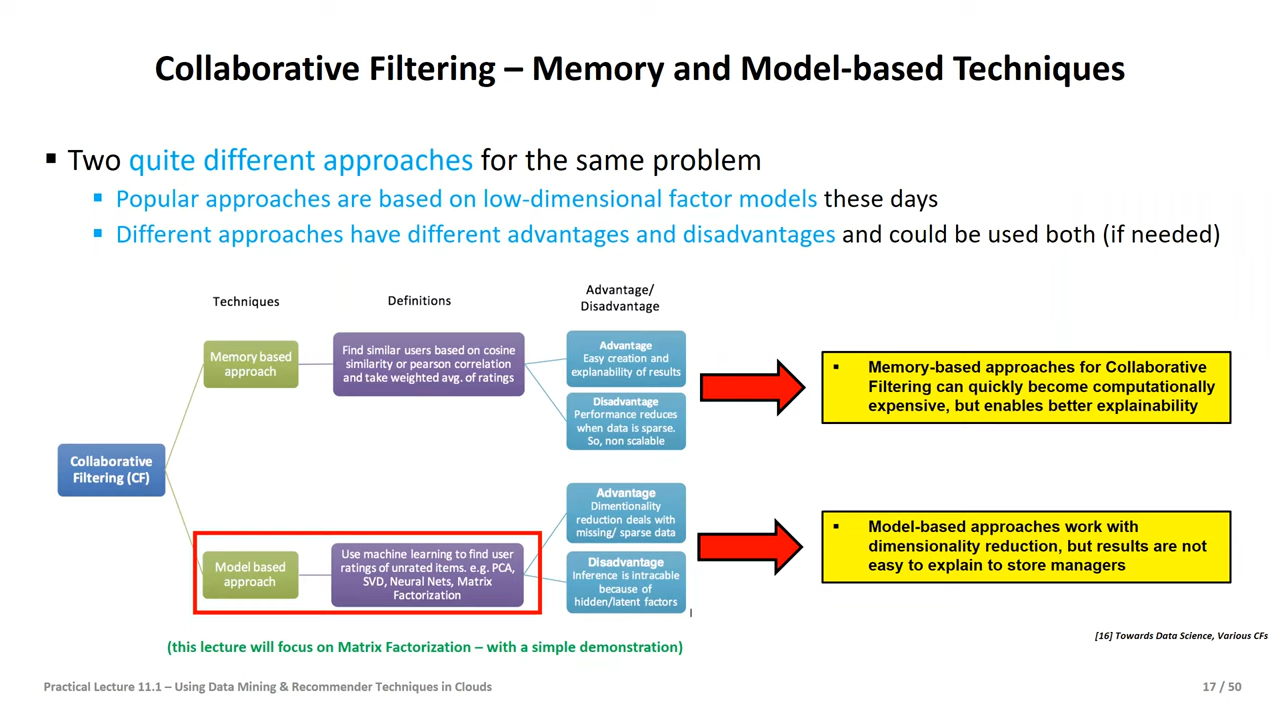 Collaborative Filtering – Memory and Model-based Techniques
▪ Two quite different approaches for the same problem
▪ Popular approaches are based on low-dimensional factor models these days
▪ Different approaches have different advantages and disadvantages and could be used both (if needed)
Techniques
Definitions
Advantage/
Disadvantage
Memory based
approach
Find similar users based on cosine
similarity or pearson correlation
and take weighted avg. of ratings
Advantage
Easy creation and
explanability of results
Disadvantage
Performance reduces
when data is sparse.
So, non scalable
▪ Memory-based approaches for Collaborative
Filtering can quickly become computationally
expensive, but enables better explainability
Collaborative
Filtering (CF)
Model based
approach
Use machine learning to find user
ratings of unrated items. e.g. PCA,
SVD, Neural Nets, Matrix
Factorization
Advantage
Dimentionality
reduction deals with
missing/ sparse data
Disadvantage
Inference is intracable
because of
hidden/latent factors
▪ Model-based approaches work with
dimensionality reduction, but results are not
easy to explain to store managers
[16] Towards Data Science, Various CFs
(this lecture will focus on Matrix Factorization – with a simple demonstration)
Practical Lecture 11.1 – Using Data Mining & Recommender Techniques in Clouds
17 / 50